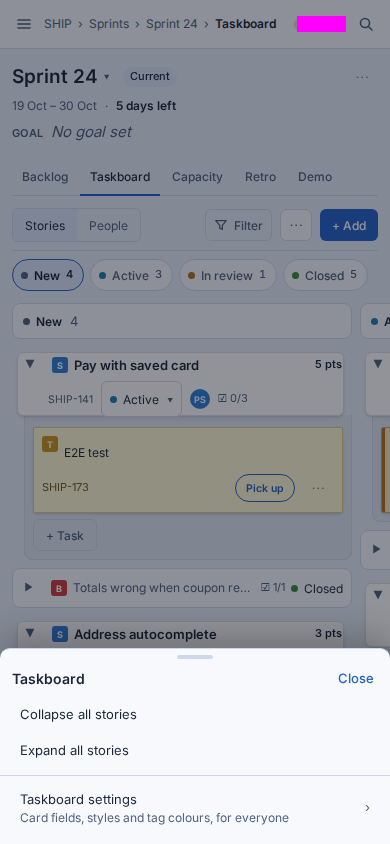 SHIP › Sprints › Sprint 24 › Taskboard
Sprint 24 ▾ Current ···
19 Oct – 30 Oct · 5 days left
GOAL No goal set
Backlog Taskboard Capacity Retro Demo
Stories People Filter ··· + Add
New 4 Active 3 In review 1 Closed 5
New 4 A
S Pay with saved card 5 pts
SHIP-141 Active ▾ PS ☑ 0/3
T E2E test
SHIP-173 Pick up ···
+ Task
B Totals wrong when coupon re... ☑ 1/1 Closed
S Address autocomplete 3 pts
Taskboard Close
Collapse all stories
Expand all stories
Taskboard settings ›
Card fields, styles and tag colours, for everyone